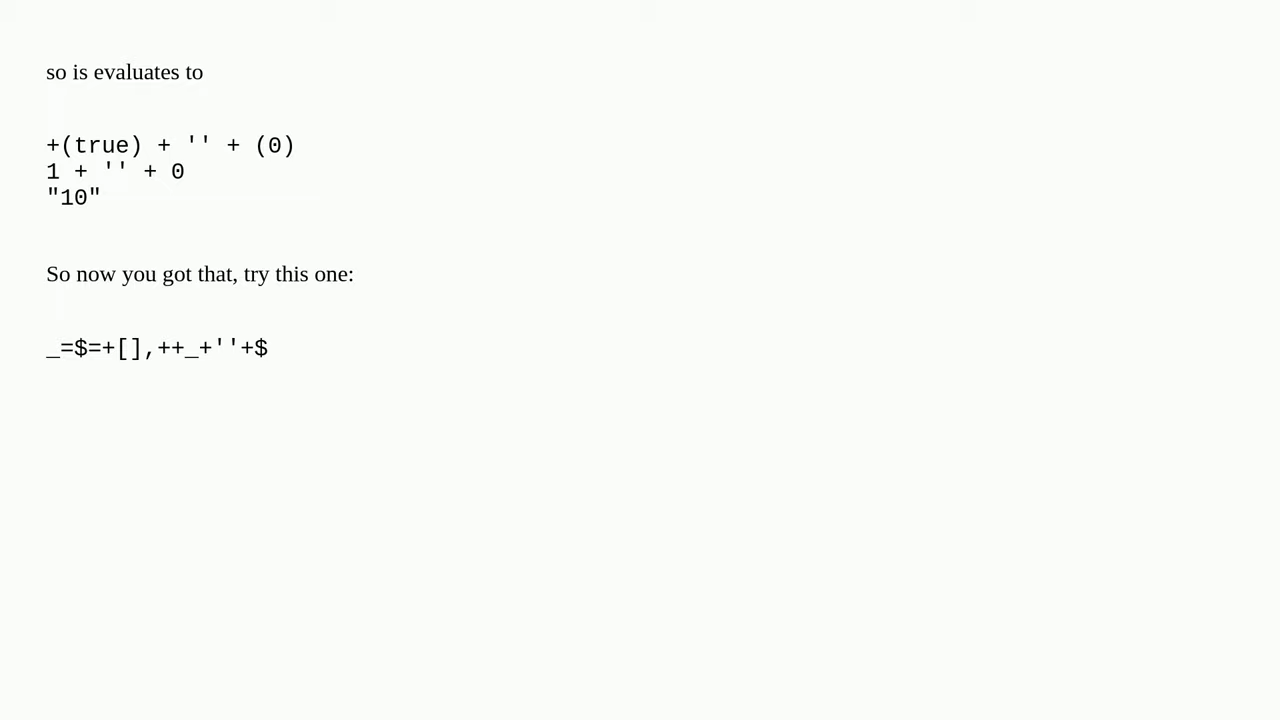 so is evaluates to
+(true) + '' + (0)
1 + '' + 0
"10"
So now you got that, try this one:
_=$=+[],++_+''+$